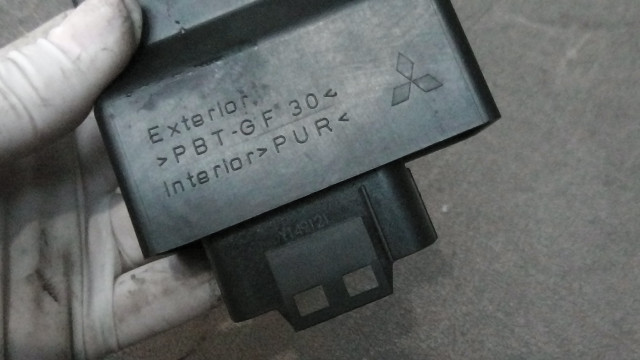 Exterior
>PBT-GF 30<
Interior>PUR<